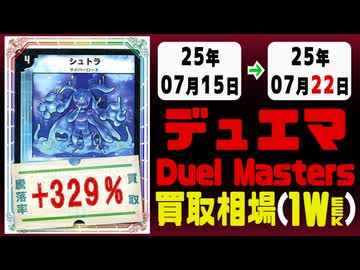 4
シュトラ
サイバーロード
騰落率
+329%
買取
25年
07月15日
25年
07月22日
デュエマ
Duel Masters
買取相場(1W EEK)